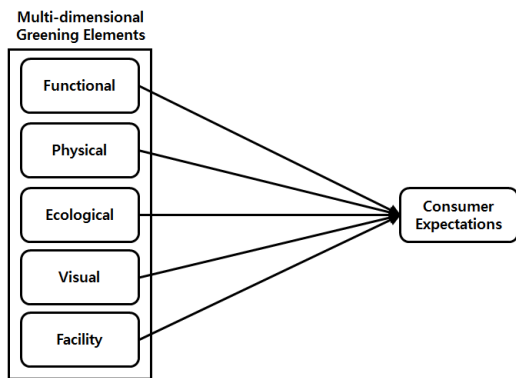 Multi-dimensional
Greening Elements
Functional
Physical
Ecological
Visual
Facility
Consumer
Expectations